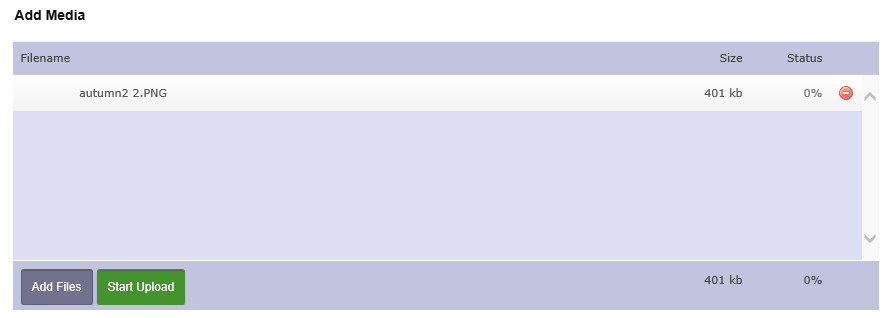 Add Media
Filename Size Status
autumn2 2.PNG 401 kb 0%
Add Files Start Upload 401 kb 0%